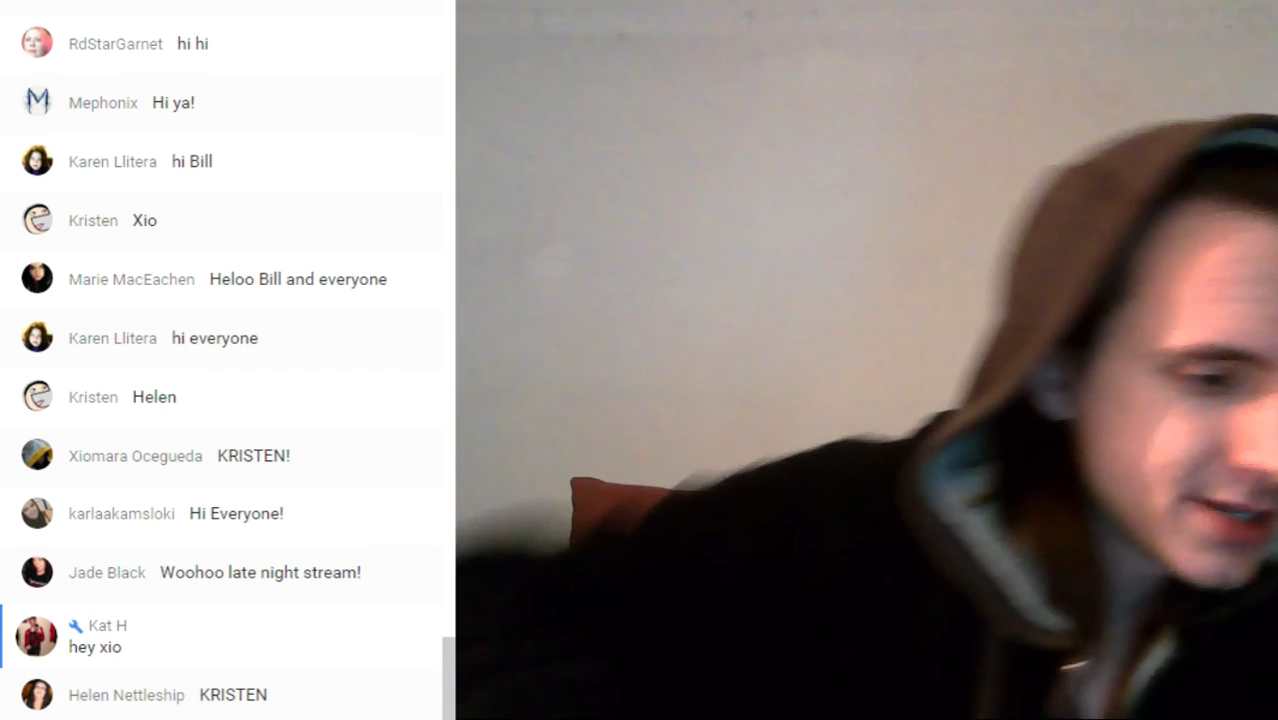 RdStarGarnet hi hi
Mephonix Hi ya!
Karen Llitera hi Bill
Kristen Xio
Marie MacEachen Heloo Bill and everyone
Karen Llitera hi everyone
Kristen Helen
Xiomara Ocegueda KRISTEN!
karlaakamsloki Hi Everyone!
Jade Black Woohoo late night stream!
Kat H
hey xio
Helen Nettleship KRISTEN